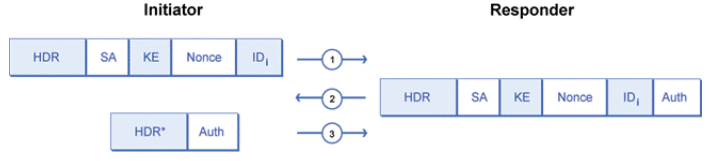 Initiator
Responder
HDR SA KE Nonce IDi
1
2
HDR SA KE Nonce IDi Auth
HDR* Auth
3